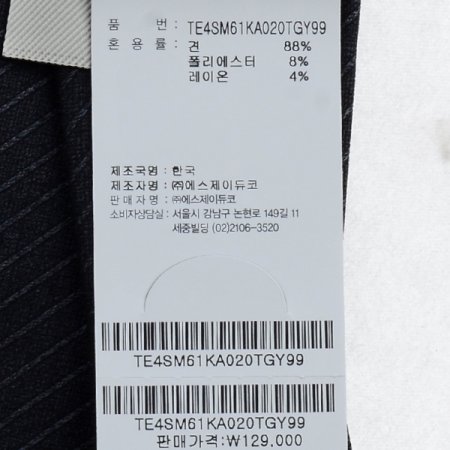 품 번 : TE4SM61KA020TGY99
혼 용 률 : 견 88%
폴리에스터 8%
레이온 4%
제조국명 : 한국
제조자명 : ㈜에스제이듀코
판 매 자 명 : ㈜에스제이듀코
소비자상담실 : 서울시 강남구 논현로 149길 11
세중빌딩 (02)2106-3520
TE4SM61KA020TGY99
TE4SM61KA020TGY99
판매가격:₩129,000